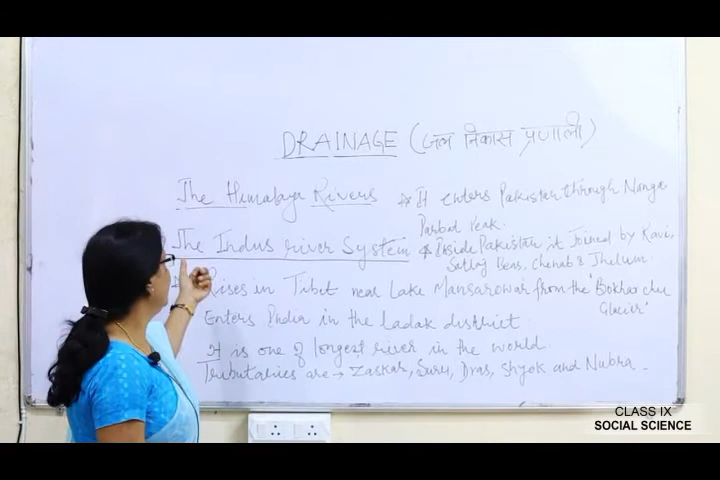 DRAINAGE (जल निकास प्रणाली)
The Himalaya Rivers
* It enters Pakistan through Nanga
Parbat Peak.
The Indus river System
* Inside Pakistan it Joined by Ravi,
Satlaj Beas, Chenab & Jhelum.
Rises in Tibet near Lake Mansarowar from the "Bokhar chu
Glacier"
Enters India in the ladak district.
It is one of longest river in the world.
Tributaries are → Zaskar, Suru, Dras, Shyok and Nubra.
CLASS IX
SOCIAL SCIENCE